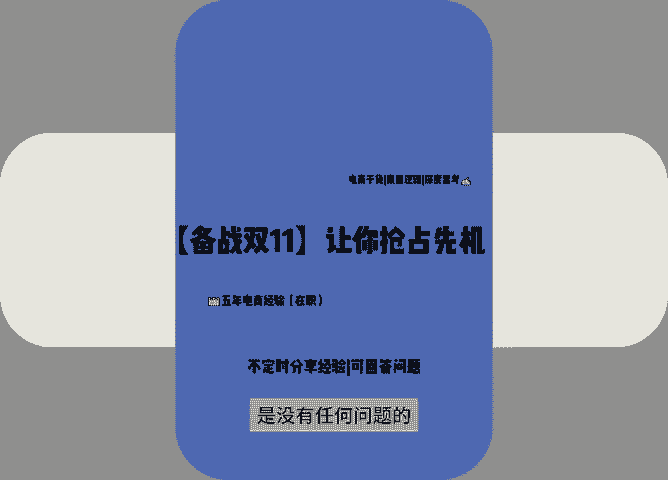 电商干货|底层逻辑|深度思考
【备战双11】让你抢占先机
五年电商经验(在职)
不定时分享经验|可回答问题
是没有任何问题的